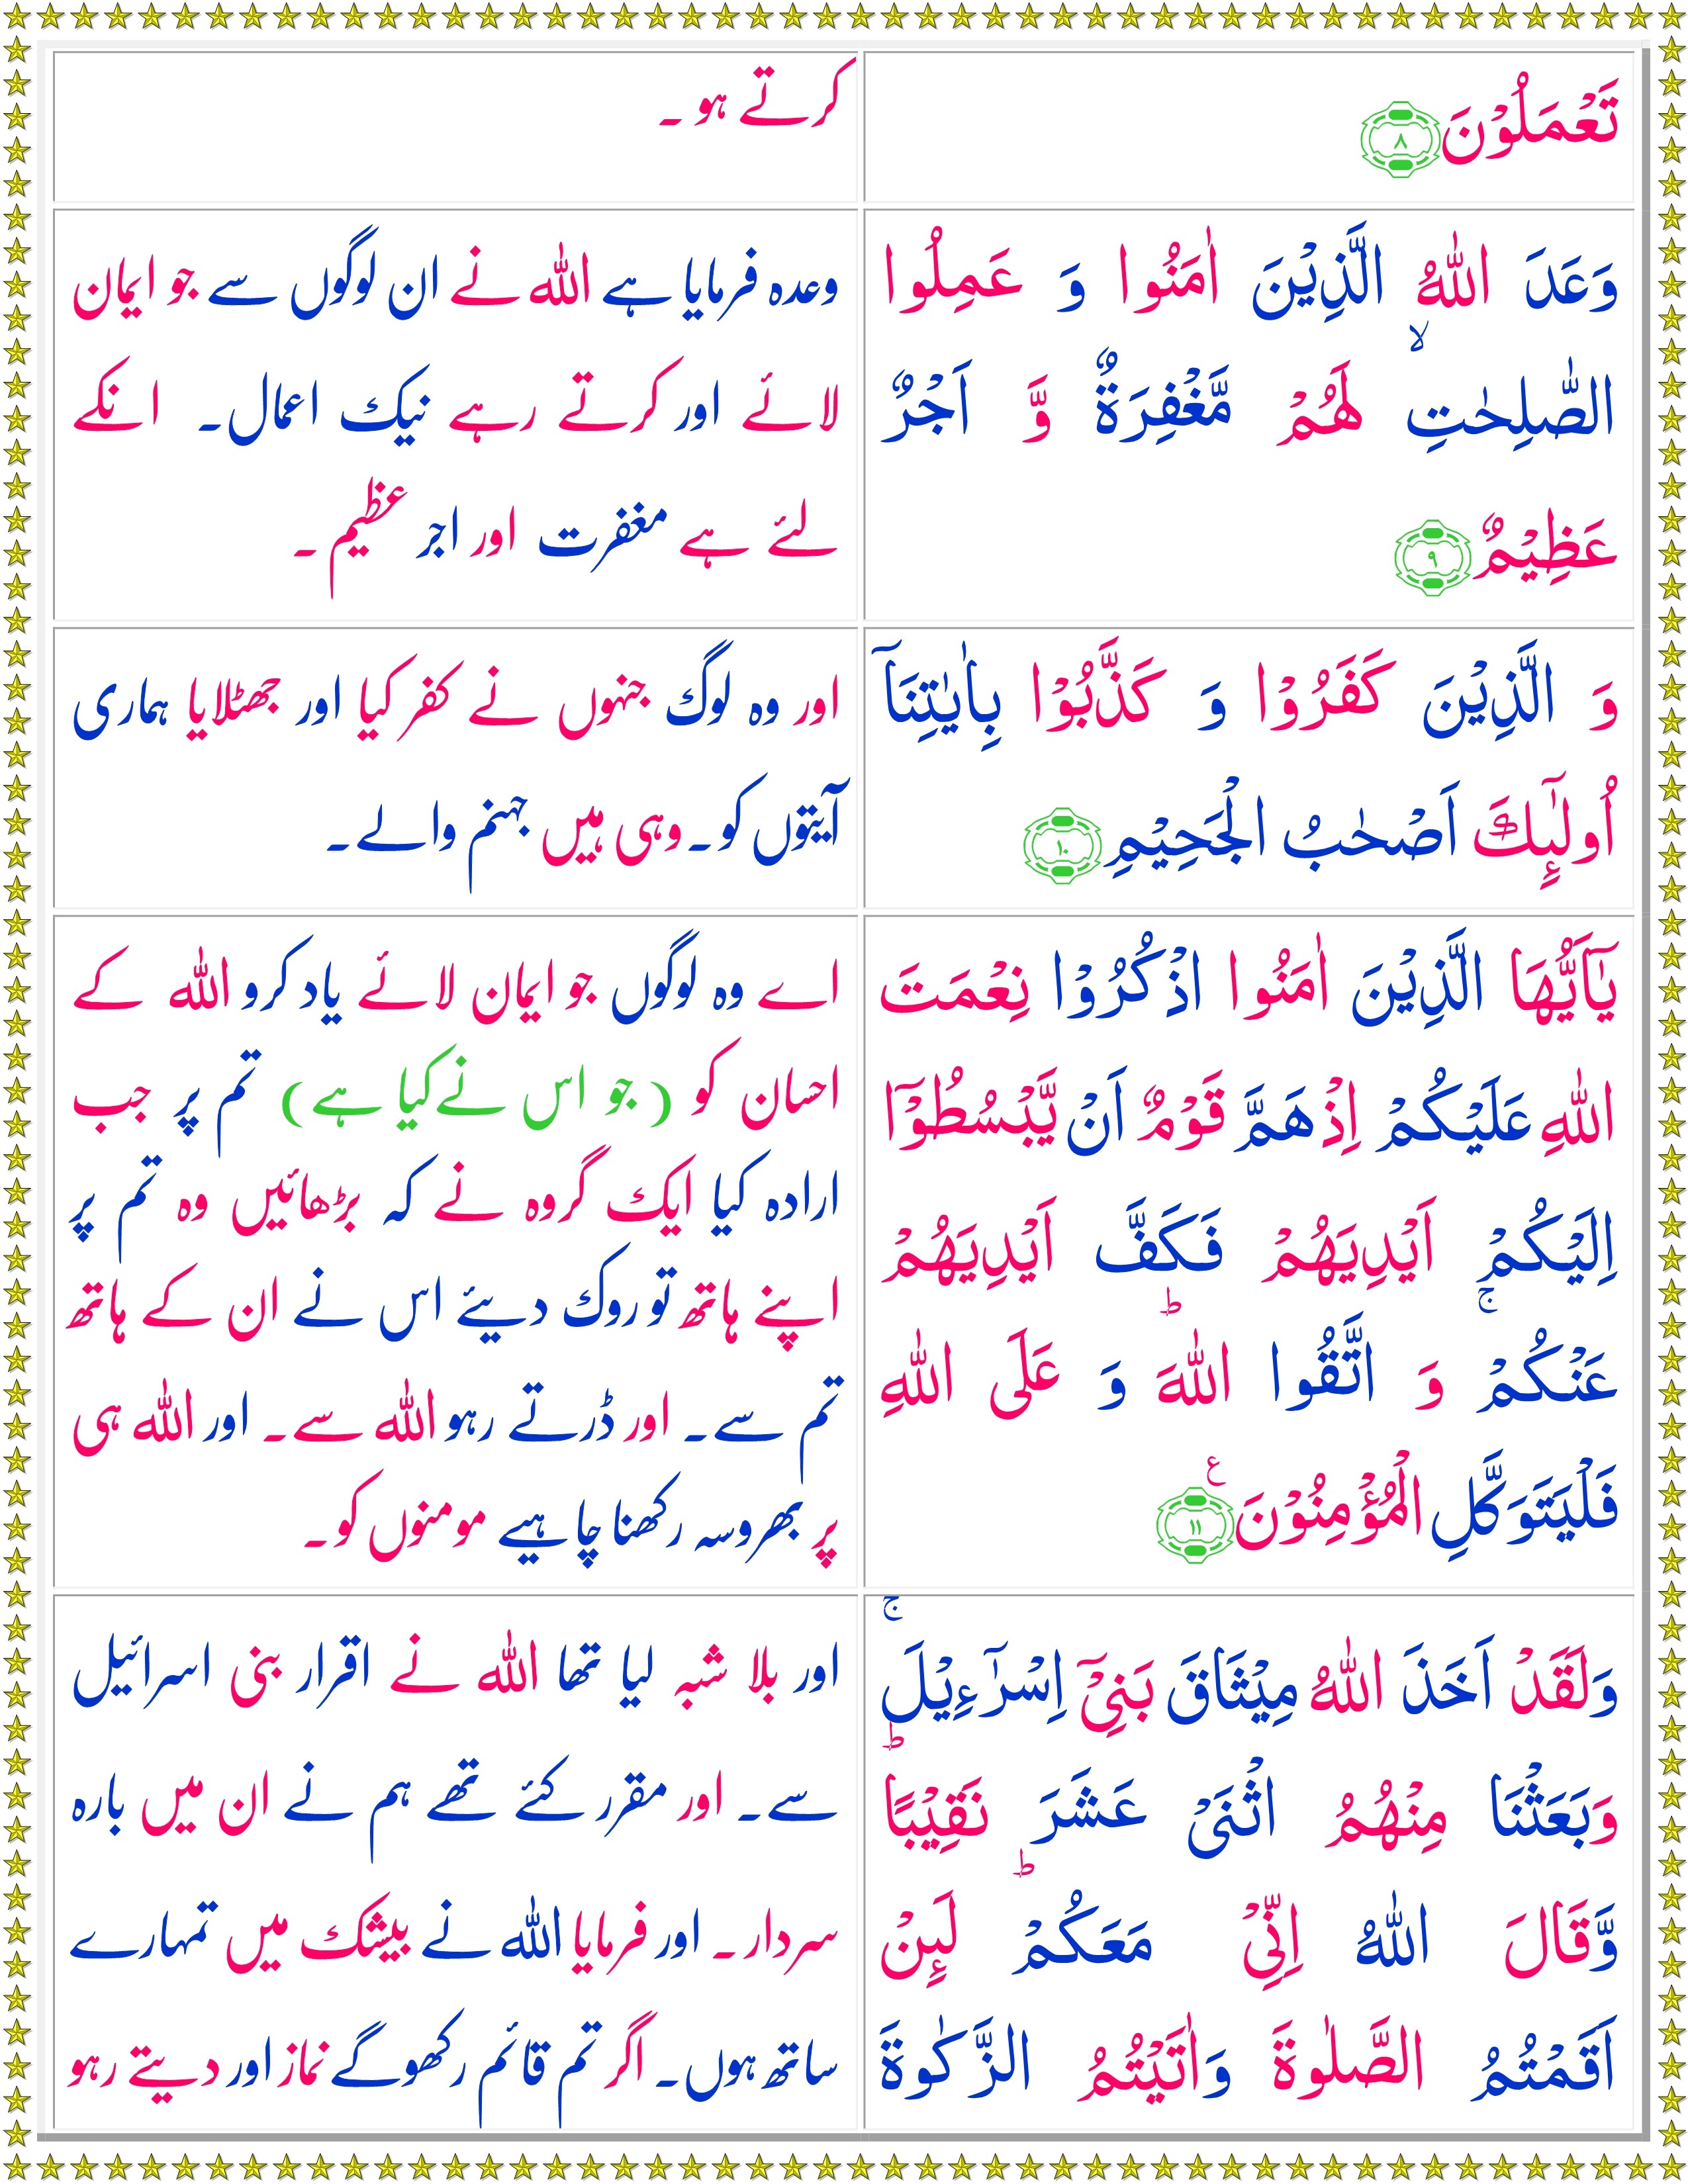 تَعْمَلُوْنَ ۝۸
کرتے ہو۔
وَعَدَ اللّٰهُ الَّذِيْنَ اٰمَنُوا وَ عَمِلُوا
الصّٰلِحٰتِ ۙ لَهُمْ مَّغْفِرَةٌ وَّ اَجْرٌ
عَظِيْمٌ ۝۹
وعدہ فرمایا ہے اللہ نے ان لوگوں سے جو ایمان
لائے اور کرتے رہے نیک اعمال۔ انکے
لئے ہے مغفرت اور اجر عظیم۔
وَ الَّذِيْنَ كَفَرُوْا وَ كَذَّبُوْا بِاٰيٰتِنَاۤ
اُولٰٓئِكَ اَصْحٰبُ الْجَحِيْمِ ۝۱۰
اور وہ لوگ جنہوں نے کفر کیا اور جھٹلایا ہماری
آیتوں کو۔ وہی ہیں جہنم والے۔
يٰۤاَيُّهَا الَّذِيْنَ اٰمَنُوا اذْكُرُوْا نِعْمَتَ
اللّٰهِ عَلَيْكُمْ اِذْ هَمَّ قَوْمٌ اَنْ يَّبْسُطُوْۤا
اِلَيْكُمْ اَيْدِيَهُمْ فَكَفَّ اَيْدِيَهُمْ
عَنْكُمْ ۚ وَ اتَّقُوا اللّٰهَ ؕ وَ عَلَى اللّٰهِ
فَلْيَتَوَكَّلِ الْمُؤْمِنُوْنَ ۝۱۱ ع
اے وہ لوگوں جو ایمان لائے یاد کرو اللہ کے
احسان کو (جو اس نے کیا ہے) تم پر جب
ارادہ کیا ایک گروہ نے کہ بڑھائیں وہ تم پر
اپنے ہاتھ تو روک دیئے اس نے ان کے ہاتھ
تم سے۔ اور ڈرتے رہو اللہ سے۔ اور اللہ ہی
پر بھروسہ رکھنا چاہیے مومنوں کو۔
وَلَقَدْ اَخَذَ اللّٰهُ مِيْثَاقَ بَنِيْۤ اِسْرَآءِيْلَ ۚ
وَبَعَثْنَا مِنْهُمُ اثْنَىْ عَشَرَ نَقِيْبًا ؕ
وَّقَالَ اللّٰهُ اِنِّىْ مَعَكُمْ ؕ لَئِنْ
اَقَمْتُمُ الصَّلٰوةَ وَاٰتَيْتُمُ الزَّكٰوةَ
اور بلا شبہ لیا تھا اللہ نے اقرار بنی اسرائیل
سے۔ اور مقرر کئے تھے ہم نے ان میں بارہ
سردار۔ اور فرمایا اللہ نے بیشک میں تمہارے
ساتھ ہوں۔ اگر تم قائم رکھو گے نماز اور دیتے رہو